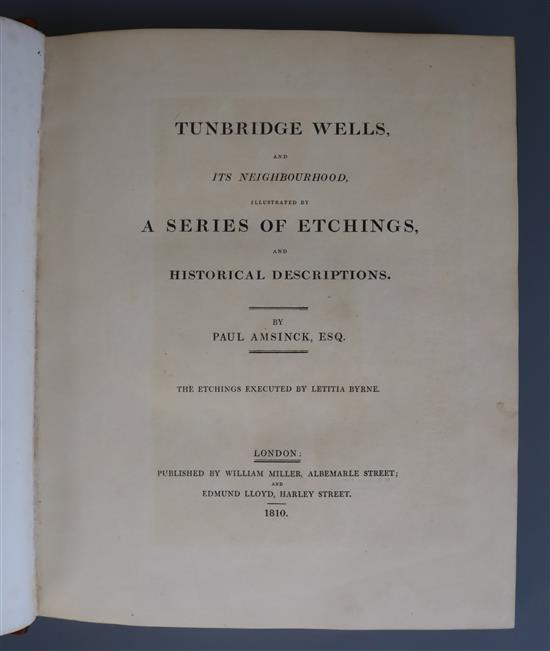 TUNBRIDGE WELLS,
AND
ITS NEIGHBOURHOOD,
ILLUSTRATED BY
A SERIES OF ETCHINGS,
AND
HISTORICAL DESCRIPTIONS.
BY
PAUL AMSINCK, ESQ.
THE ETCHINGS EXECUTED BY LETITIA BYRNE.
LONDON:
PUBLISHED BY WILLIAM MILLER, ALBEMARLE STREET;
AND
EDMUND LLOYD, HARLEY STREET.
1810.